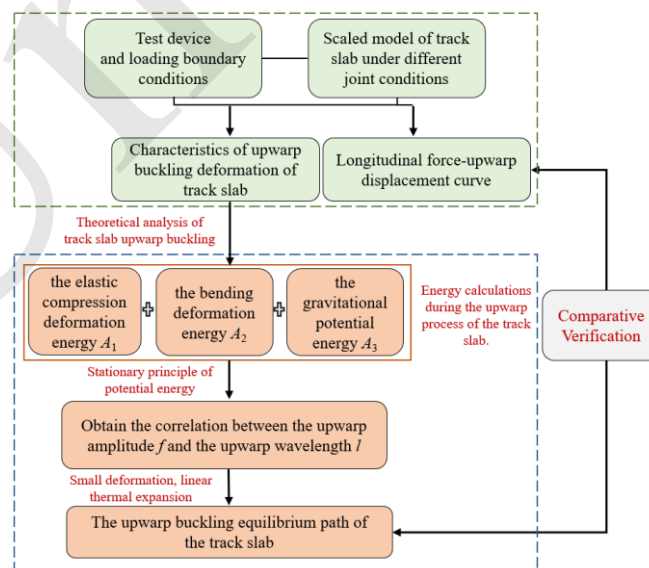 Test device
and loading boundary
conditions
Scaled model of track
slab under different
joint conditions
Characteristics of upwarp
buckling deformation of
track slab
Longitudinal force-upwarp
displacement curve
Theoretical analysis of
track slab upwarp buckling
the elastic
compression
deformation
energy A1
the bending
deformation
energy A2
the
gravitational
potential
energy A3
Energy calculations
during the upwarp
process of the track
slab.
Comparative
Verification
Stationary principle of
potential energy
Obtain the correlation between the upwarp
amplitude f and the upwarp wavelength l
Small deformation, linear
thermal expansion
The upwarp buckling equilibrium path of
the track slab